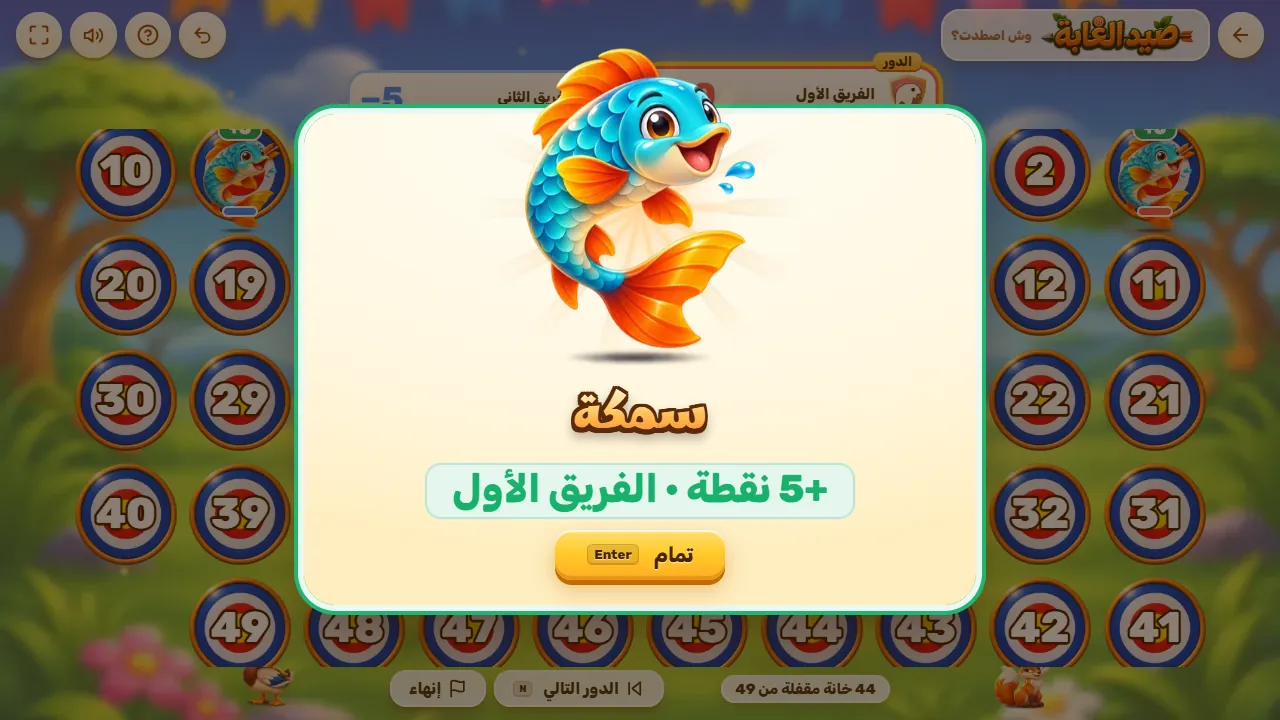 صيد الغابة
وش اصطدت؟
الدور
الفريق الأول
الفريق الثاني
−5
2
10
11
12
19
20
21
22
29
30
31
32
39
40
41
42
43
44
45
46
47
48
49
سمكة
+5 نقطة • الفريق الأول
تمام Enter
44 خانة مقفلة من 49
الدور التالي N
إنهاء